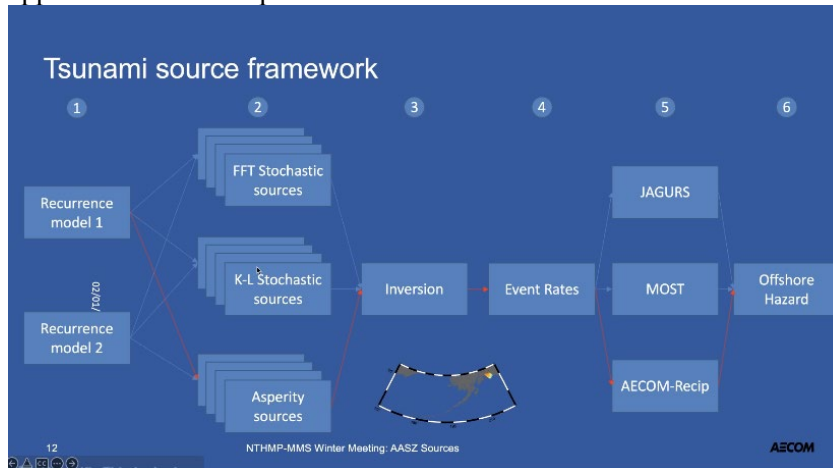 Tsunami source framework
1
2
3
4
5
6
FFT Stochastic
sources
JAGURS
Recurrence
model 1
K-L Stochastic
sources
Inversion
Event Rates
MOST
Offshore
Hazard
02/01/
Recurrence
model 2
Asperity
sources
AECOM-Recip
12
NTHMP-MMS Winter Meeting: AASZ Sources
AECOM